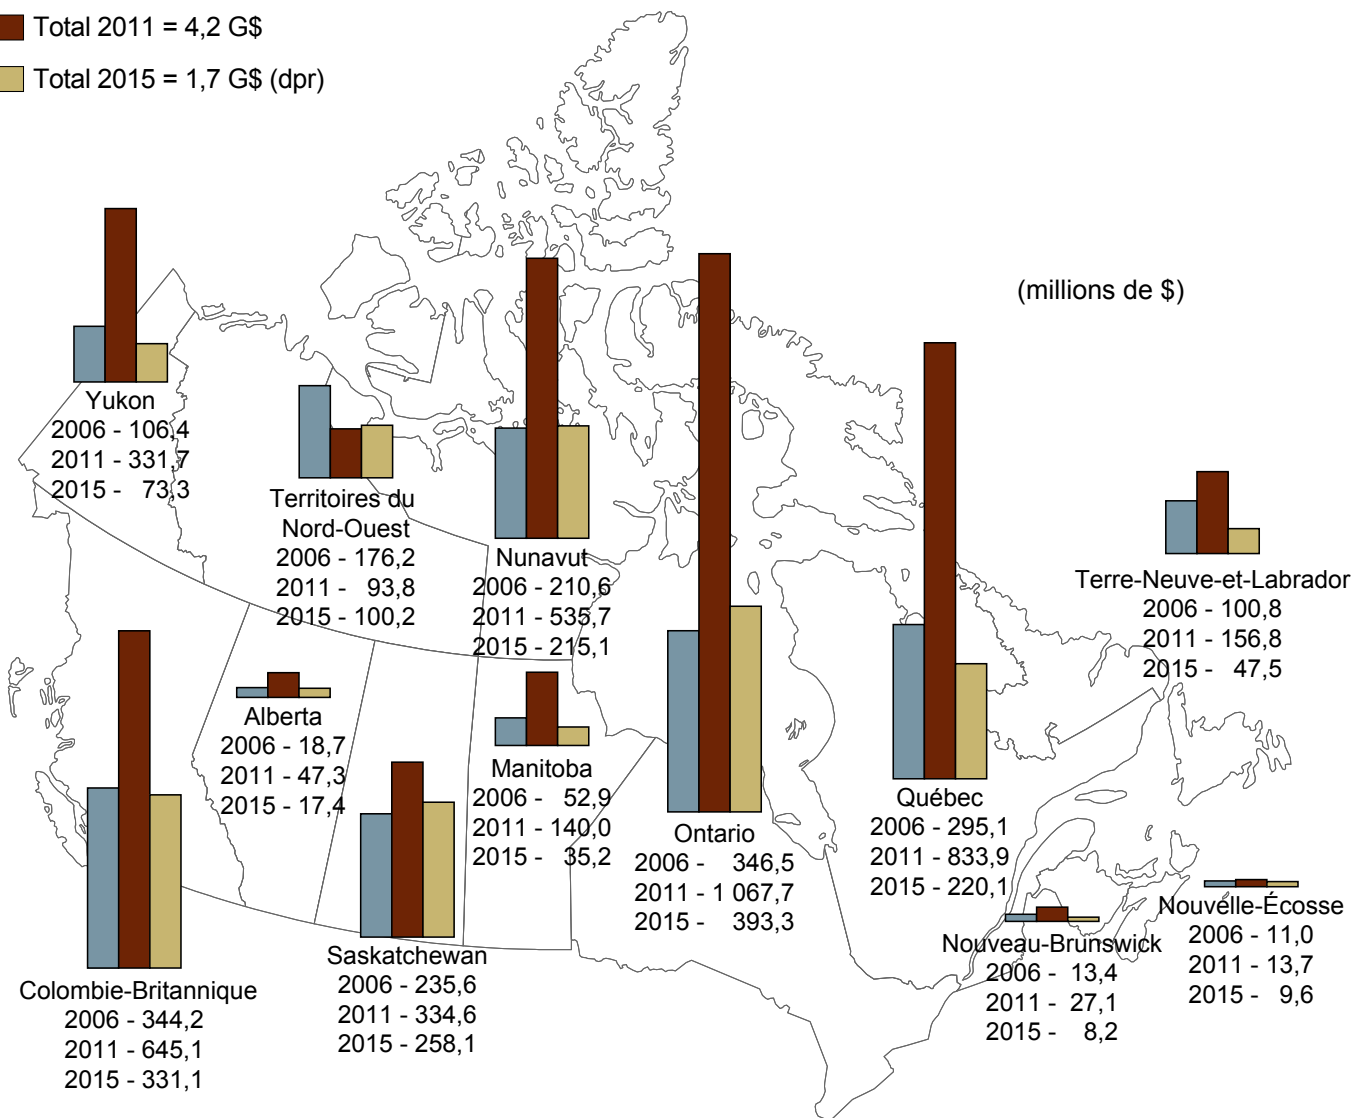 Total 2011 = 4,2 G$
Total 2015 = 1,7 G$ (dpr)
(millions de $)
Yukon
2006 - 106,4
2011 - 331,7
2015 - 73,3
Territoires du
Nord-Ouest
2006 - 176,2
2011 - 93,8
2015 - 100,2
Nunavut
2006 - 210,6
2011 - 535,7
2015 - 215,1
Terre-Neuve-et-Labrador
2006 - 100,8
2011 - 156,8
2015 - 47,5
Alberta
2006 - 18,7
2011 - 47,3
2015 - 17,4
Manitoba
2006 - 52,9
2011 - 140,0
2015 - 35,2
Ontario
2006 - 346,5
2011 - 1 067,7
2015 - 393,3
Québec
2006 - 295,1
2011 - 833,9
2015 - 220,1
Nouvelle-Écosse
2006 - 11,0
2011 - 13,7
2015 - 9,6
Nouveau-Brunswick
2006 - 13,4
2011 - 27,1
2015 - 8,2
Saskatchewan
2006 - 235,6
2011 - 334,6
2015 - 258,1
Colombie-Britannique
2006 - 344,2
2011 - 645,1
2015 - 331,1